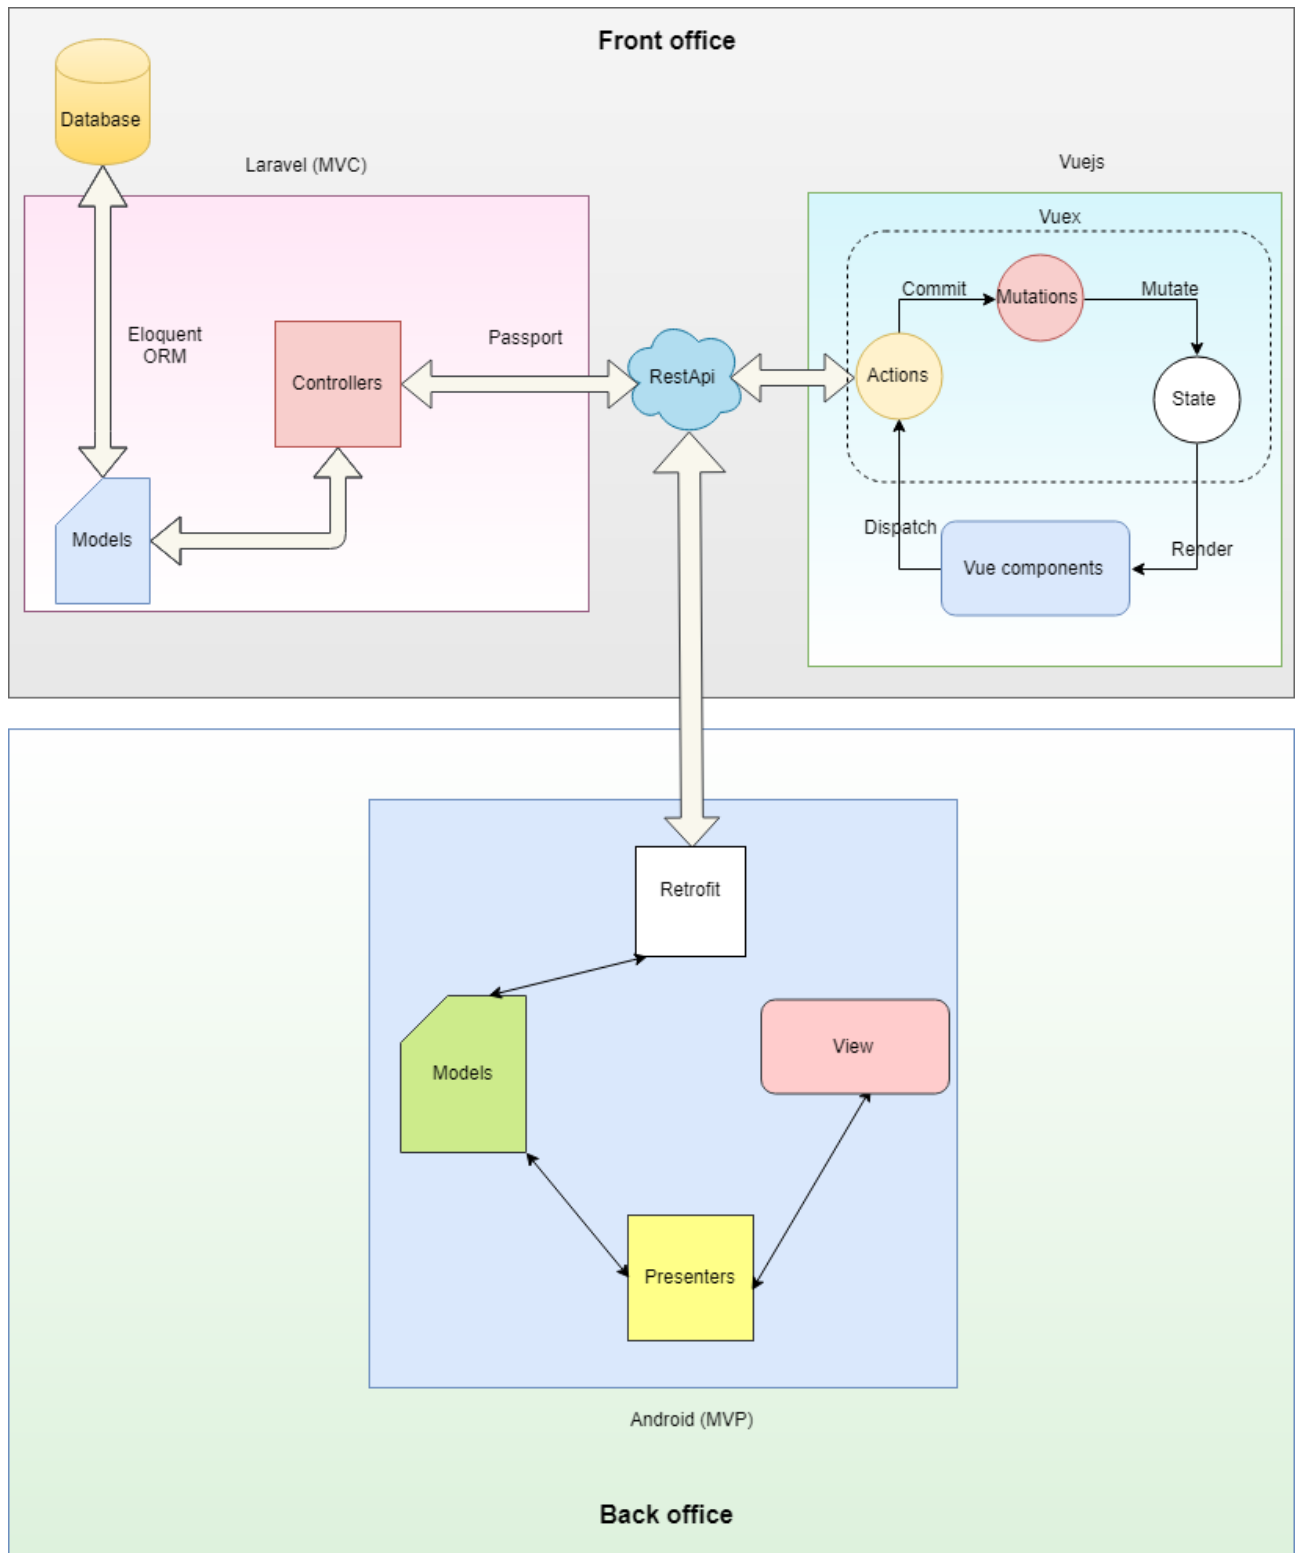 Front office
Database
Laravel (MVC)
Vuejs
Vuex
Commit
Mutations
Mutate
Eloquent
ORM
Controllers
Passport
RestApi
Actions
State
Models
Dispatch
Vue components
Render
Retrofit
Models
View
Presenters
Android (MVP)
Back office